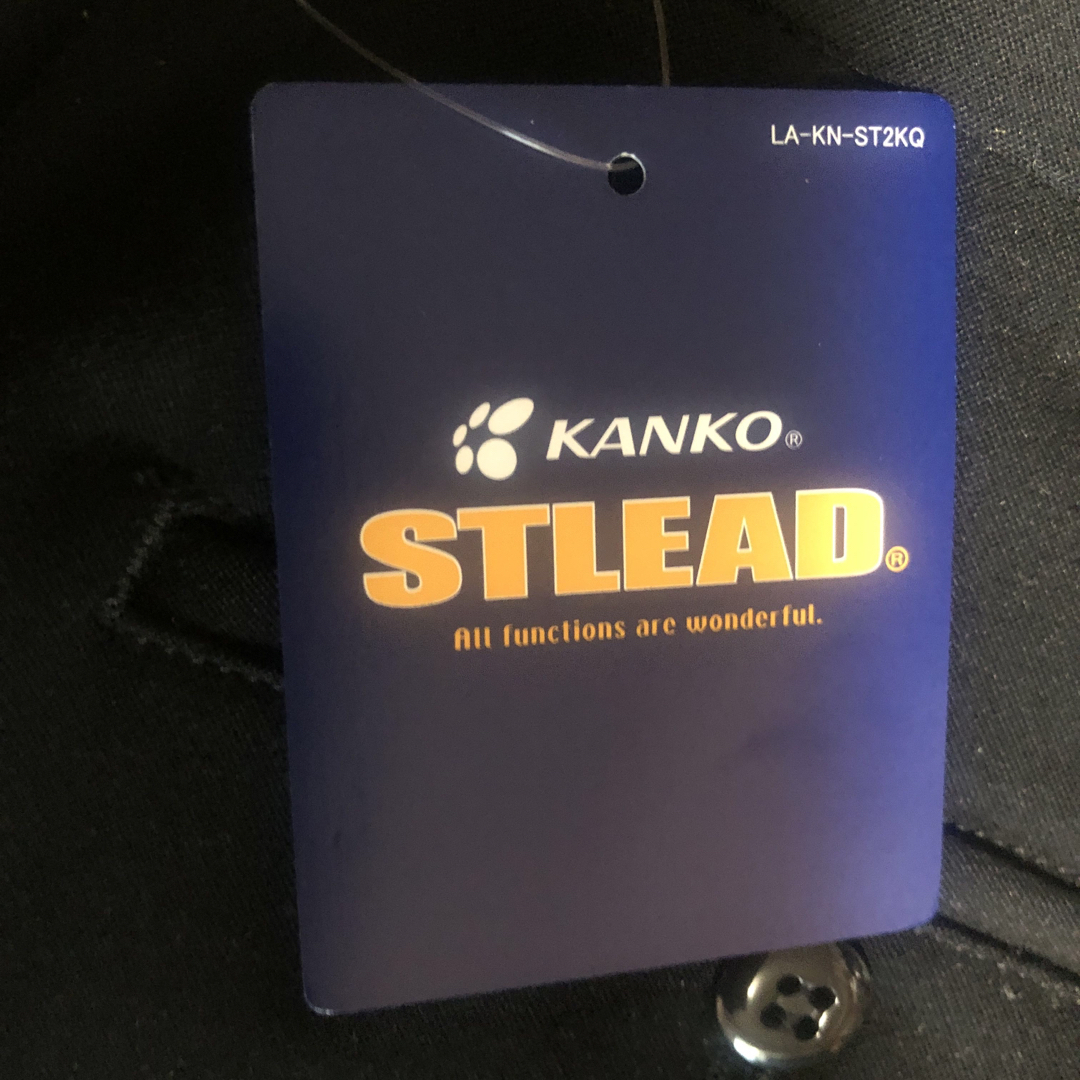 LA-KN-ST2KQ
KANKO®
STLEAD®
All functions are wonderful.